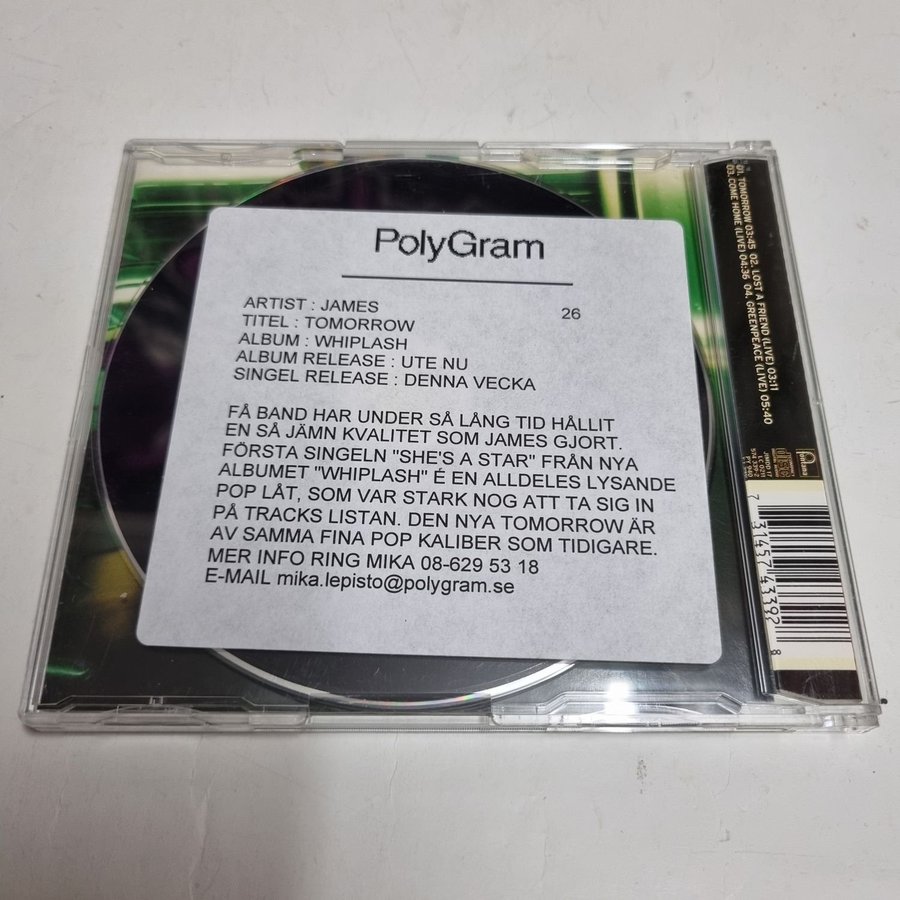 PolyGram
ARTIST : JAMES
26
TITEL : TOMORROW
ALBUM : WHIPLASH
ALBUM RELEASE : UTE NU
SINGEL RELEASE : DENNA VECKA
FÅ BAND HAR UNDER SÅ LÅNG TID HÅLLIT
EN SÅ JÄMN KVALITET SOM JAMES GJORT.
FÖRSTA SINGELN "SHE'S A STAR" FRÅN NYA
ALBUMET "WHIPLASH" É EN ALLDELES LYSANDE
POP LÅT, SOM VAR STARK NOG ATT TA SIG IN
PÅ TRACKS LISTAN. DEN NYA TOMORROW ÄR
AV SAMMA FINA POP KALIBER SOM TIDIGARE.
MER INFO RING MIKA 08-629 53 18
E-MAIL mika.lepisto@polygram.se
01. TOMORROW 03:45 02. LOST A FRIEND (LIVE) 03:11
03. COME HOME (LIVE) 04:36 04. GREENPEACE (LIVE) 05:40
fontana
7 31457 43392 8